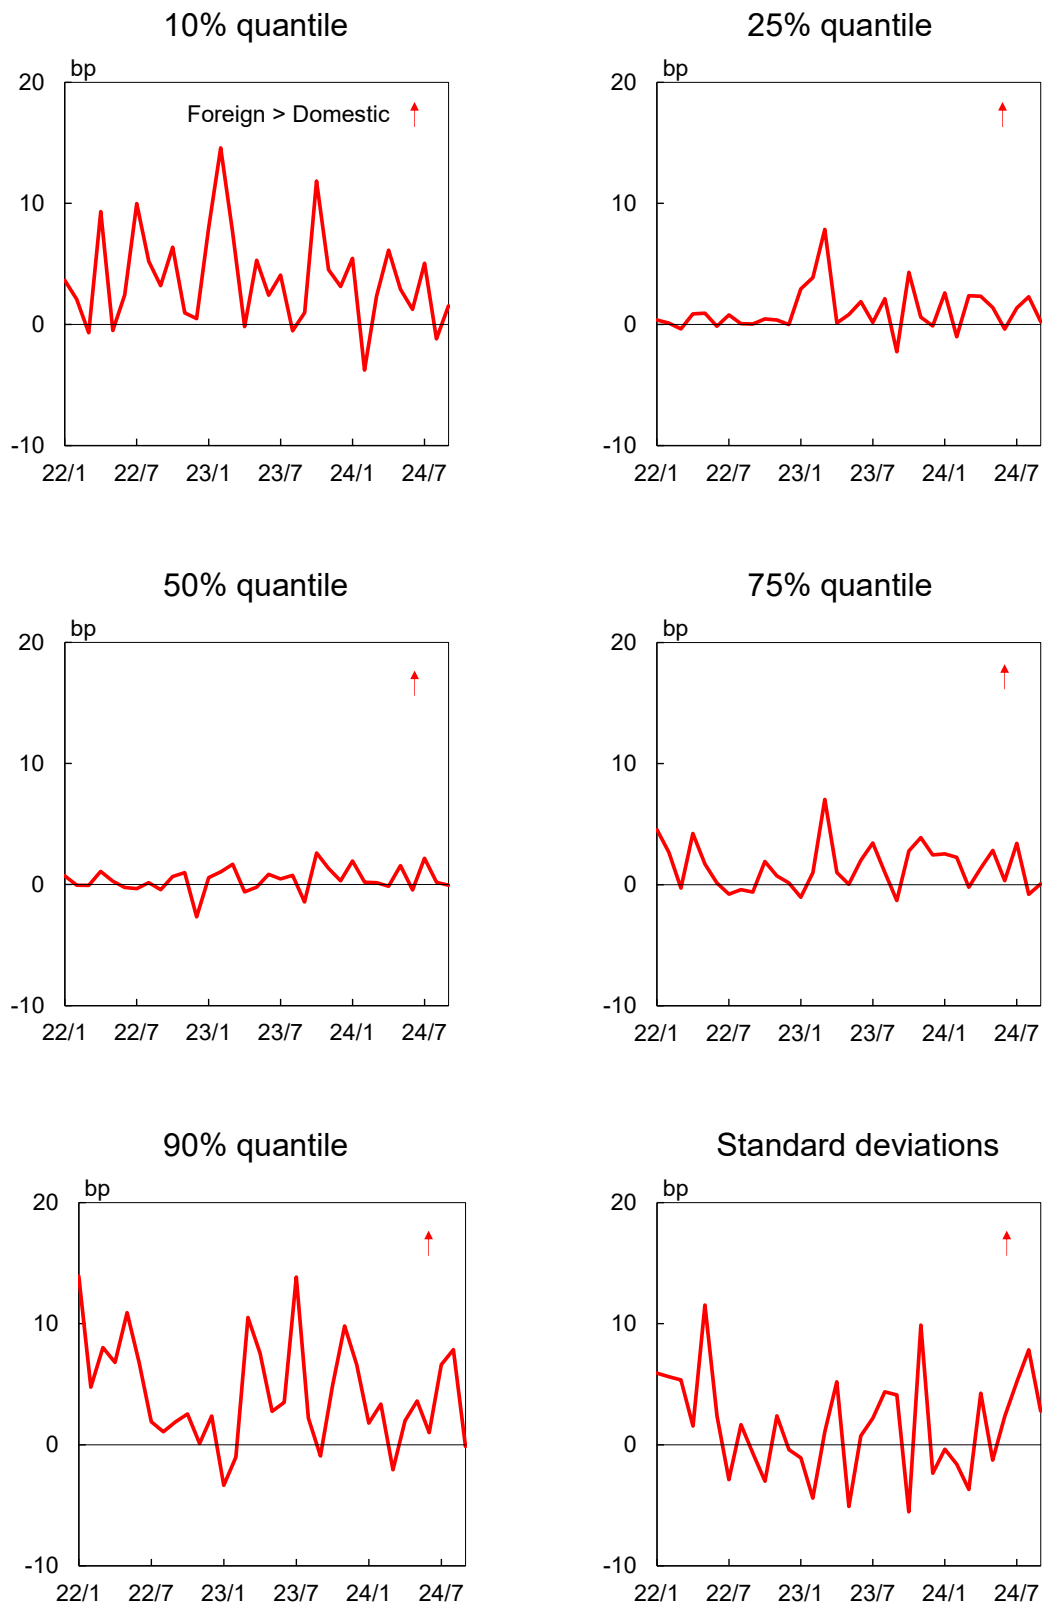 10% quantile
bp
20
Foreign > Domestic
10
0
-10
22/1 22/7 23/1 23/7 24/1 24/7
25% quantile
bp
20
10
0
-10
22/1 22/7 23/1 23/7 24/1 24/7
50% quantile
bp
20
10
0
-10
22/1 22/7 23/1 23/7 24/1 24/7
75% quantile
bp
20
10
0
-10
22/1 22/7 23/1 23/7 24/1 24/7
90% quantile
bp
20
10
0
-10
22/1 22/7 23/1 23/7 24/1 24/7
Standard deviations
bp
20
10
0
-10
22/1 22/7 23/1 23/7 24/1 24/7